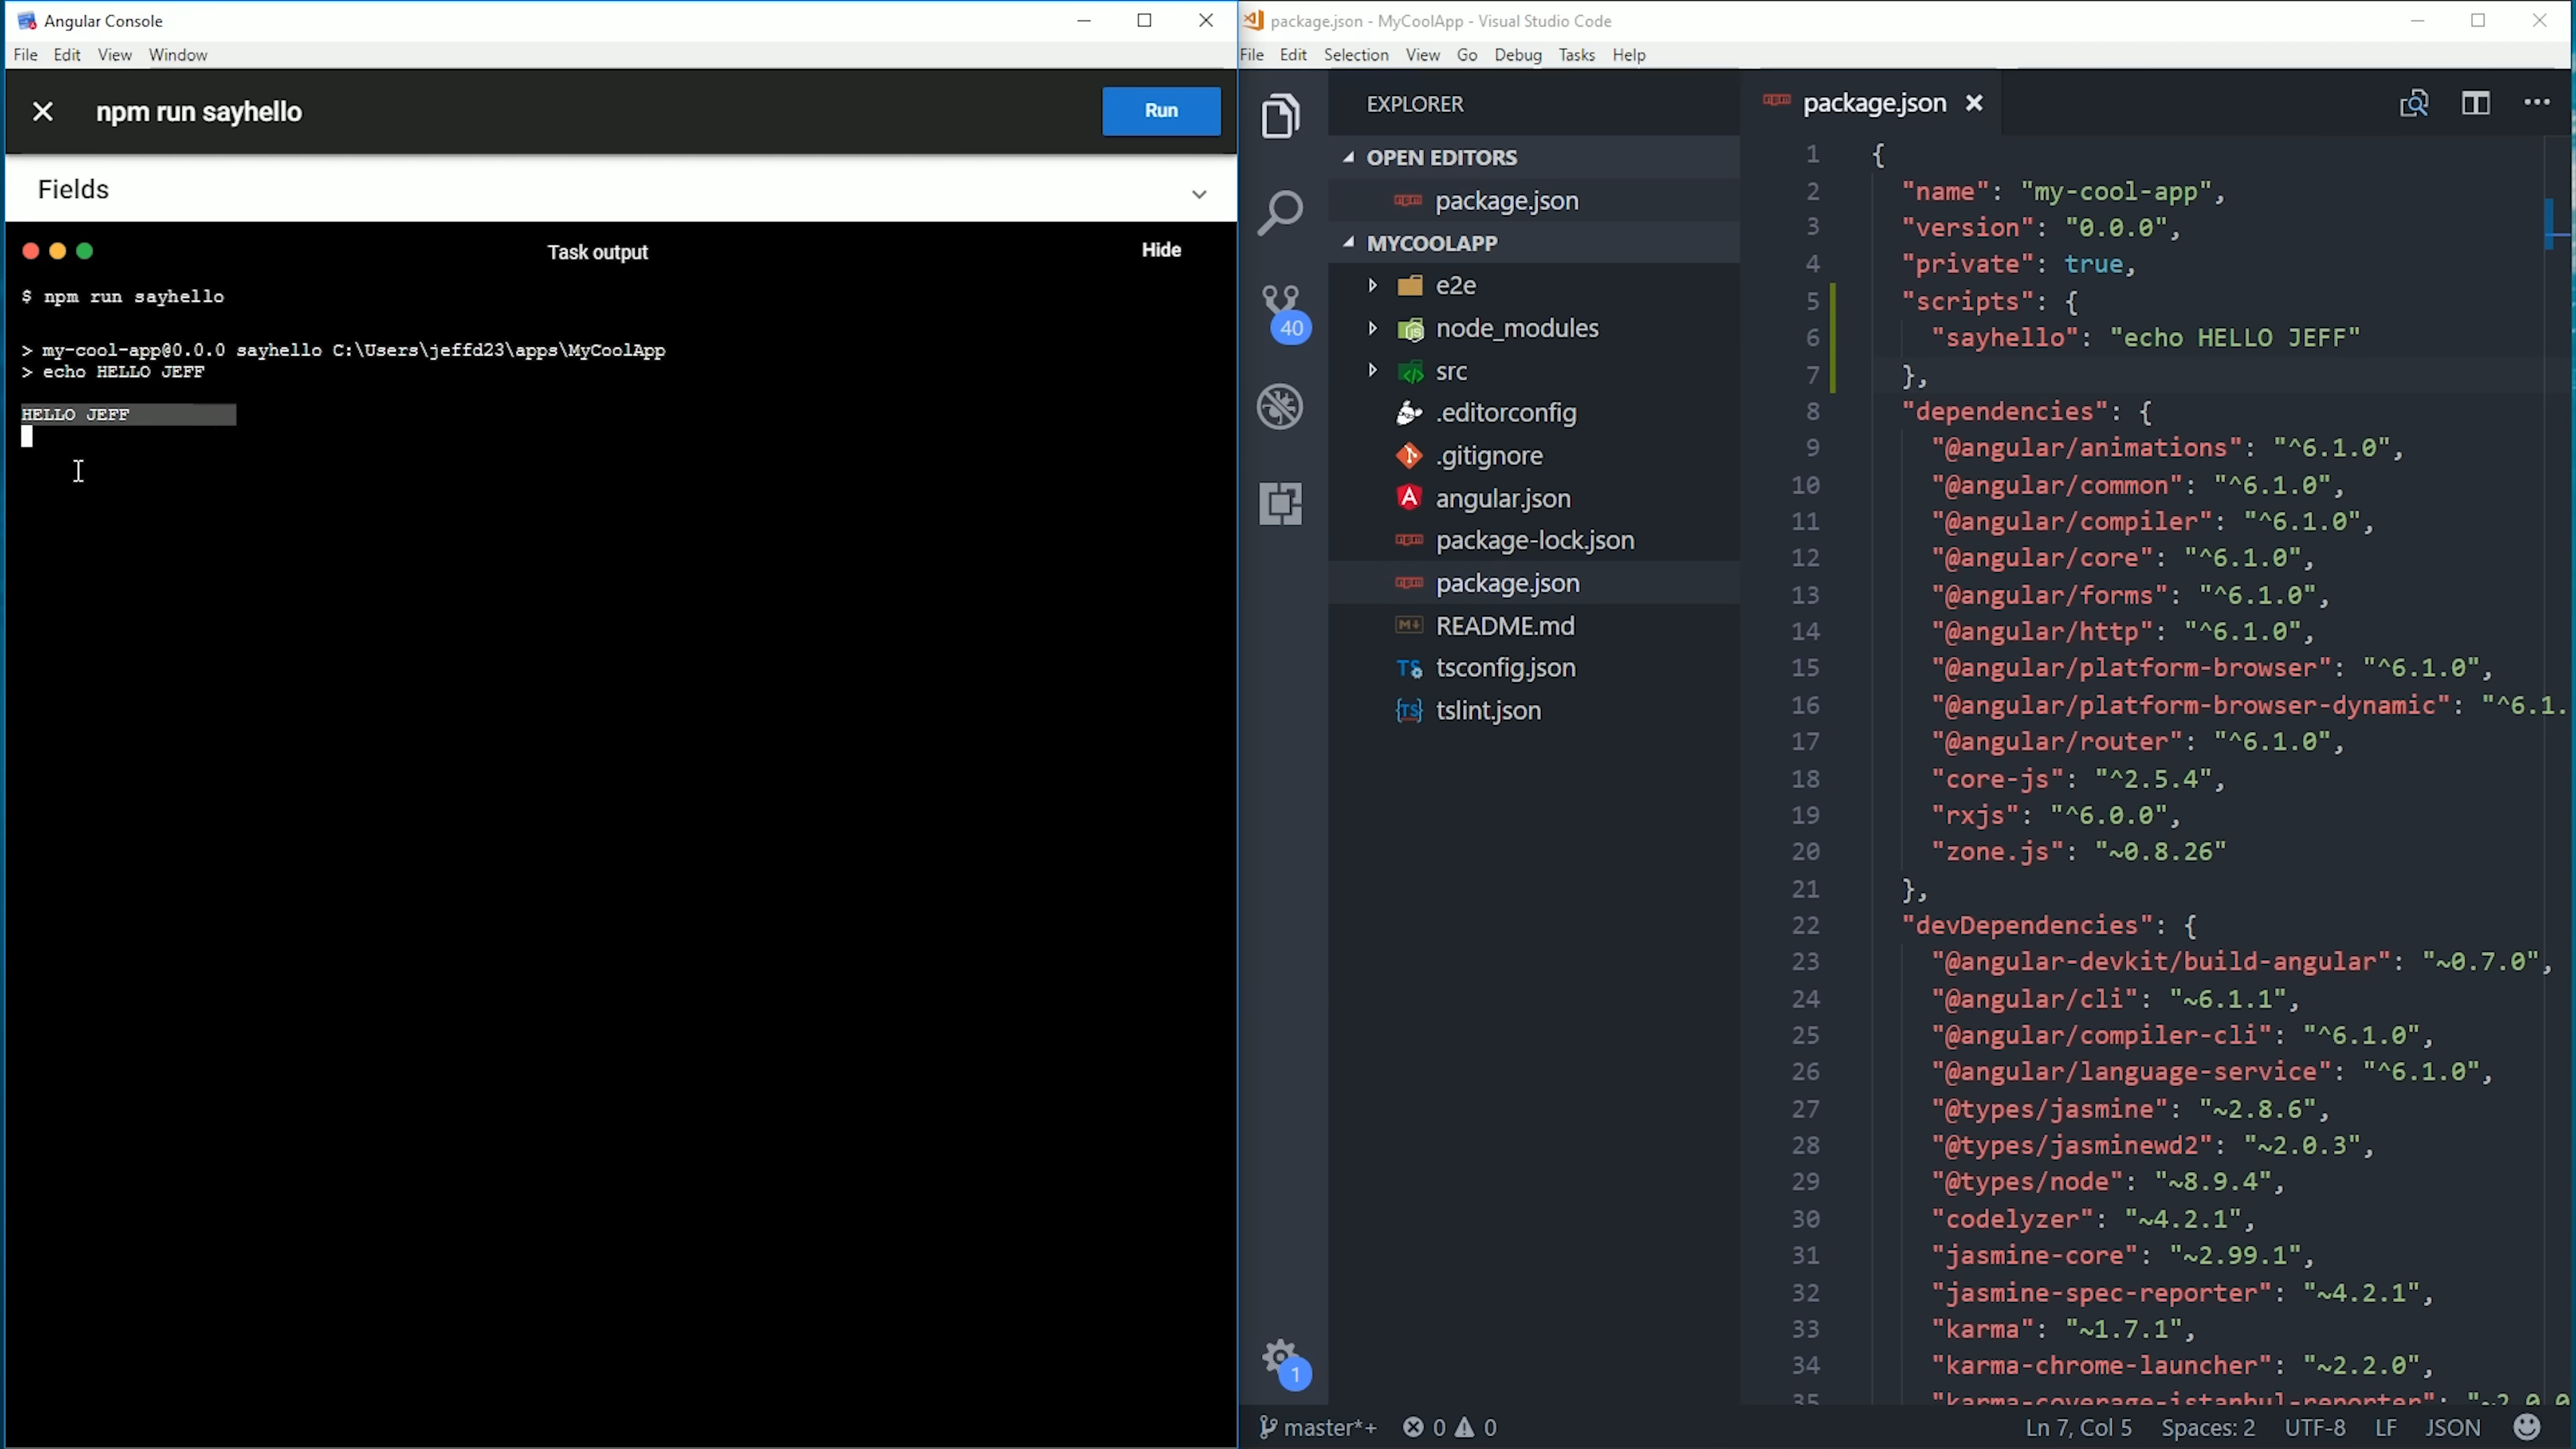 Angular Console
File Edit View Window
npm run sayhello
Run
Fields
Task output
Hide
$ npm run sayhello
> my-cool-app@0.0.0 sayhello C:\Users\jeffd23\apps\MyCoolApp
> echo HELLO JEFF
HELLO JEFF
package.json - MyCoolApp - Visual Studio Code
File Edit Selection View Go Debug Tasks Help
40
1
EXPLORER
OPEN EDITORS
package.json
MYCOOLAPP
e2e
node_modules
src
.editorconfig
.gitignore
angular.json
package-lock.json
package.json
README.md
tsconfig.json
tslint.json
package.json
1 {
2 "name": "my-cool-app",
3 "version": "0.0.0",
4 "private": true,
5 "scripts": {
6 "sayhello": "echo HELLO JEFF"
7 },
8 "dependencies": {
9 "@angular/animations": "^6.1.0",
10 "@angular/common": "^6.1.0",
11 "@angular/compiler": "^6.1.0",
12 "@angular/core": "^6.1.0",
13 "@angular/forms": "^6.1.0",
14 "@angular/http": "^6.1.0",
15 "@angular/platform-browser": "^6.1.0",
16 "@angular/platform-browser-dynamic": "^6.1.
17 "@angular/router": "^6.1.0",
18 "core-js": "^2.5.4",
19 "rxjs": "^6.0.0",
20 "zone.js": "~0.8.26"
21 },
22 "devDependencies": {
23 "@angular-devkit/build-angular": "~0.7.0",
24 "@angular/cli": "~6.1.1",
25 "@angular/compiler-cli": "^6.1.0",
26 "@angular/language-service": "^6.1.0",
27 "@types/jasmine": "~2.8.6",
28 "@types/jasminewd2": "~2.0.3",
29 "@types/node": "~8.9.4",
30 "codelyzer": "~4.2.1",
31 "jasmine-core": "~2.99.1",
32 "jasmine-spec-reporter": "~4.2.1",
33 "karma": "~1.7.1",
34 "karma-chrome-launcher": "~2.2.0",
35 "karma-coverage-istanbul-reporter": "~2.0.0
master*+ 0 0
Ln 7, Col 5 Spaces: 2 UTF-8 LF JSON